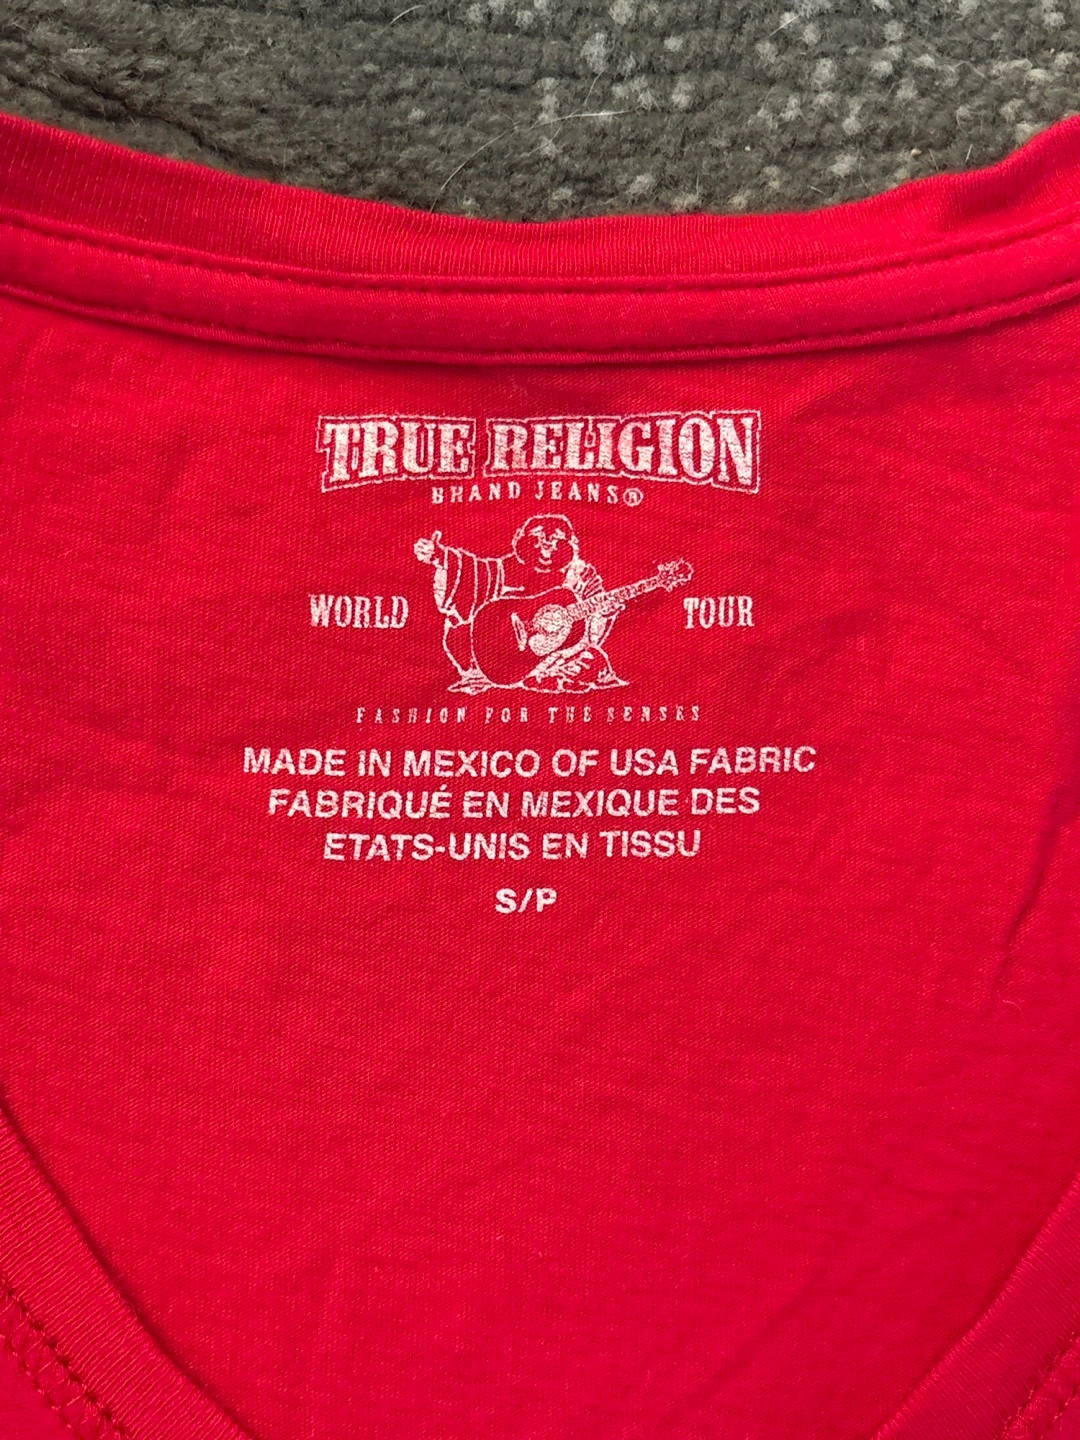 TRUE RELIGION
BRAND JEANS®
WORLD TOUR
FASHION FOR THE SENSES
MADE IN MEXICO OF USA FABRIC
FABRIQUÉ EN MEXIQUE DES
ETATS-UNIS EN TISSU
S/P